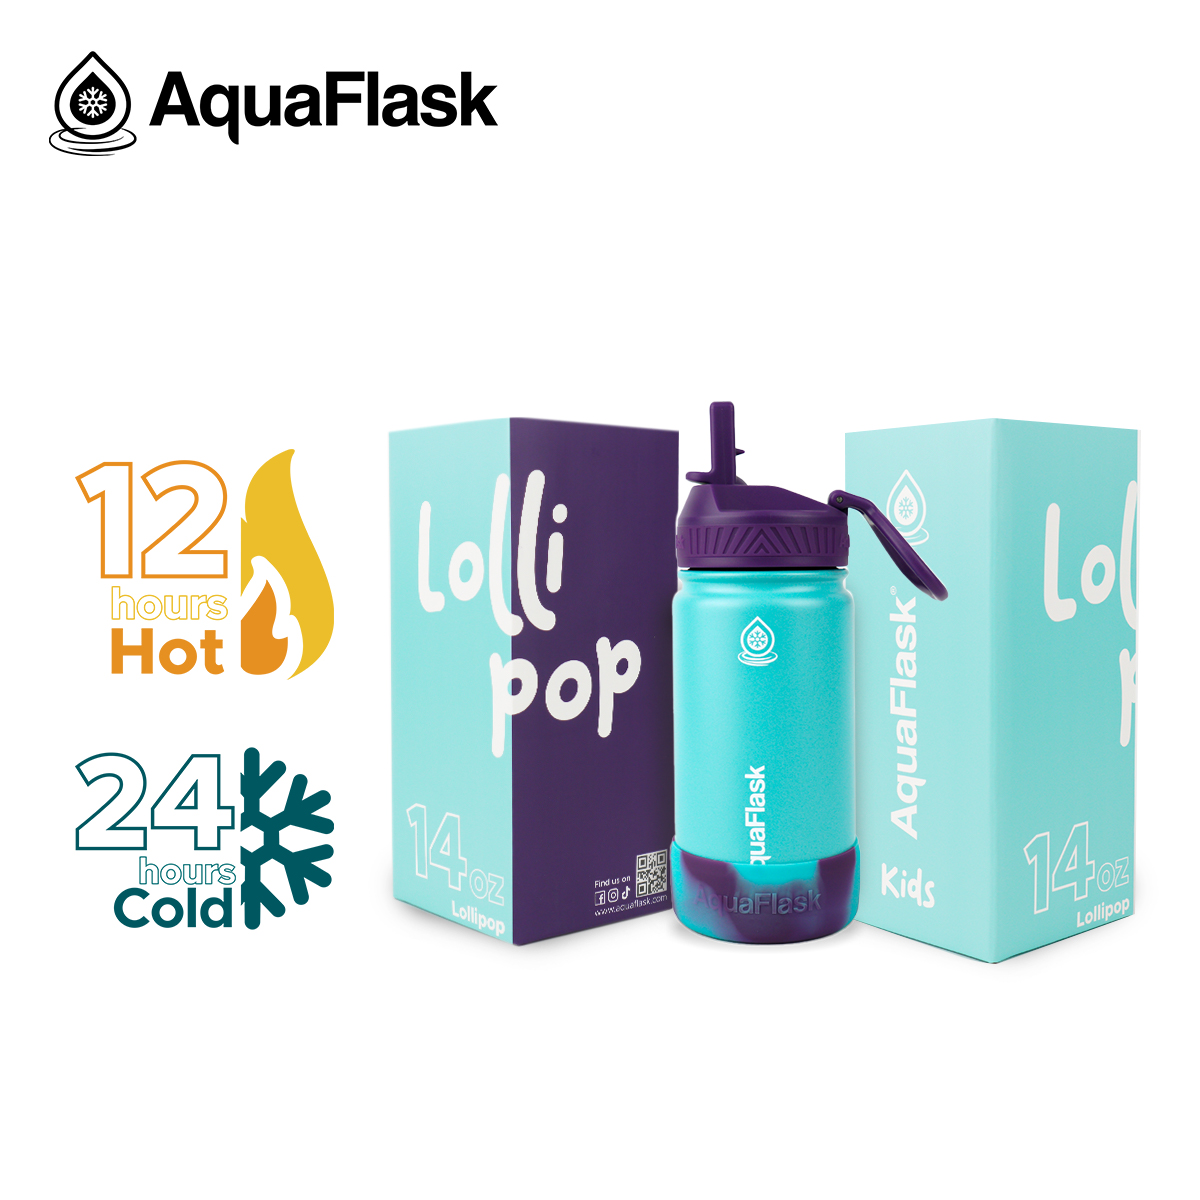 AquaFlask
12
hours
Hot
24
hours
Cold
Lolli
pop
14oz
Lollipop
Find us on
www.aquaflask.com
AquaFlask
AquaFlask
AquaFlask®
Kids
Lol
p
14oz
Lollipop